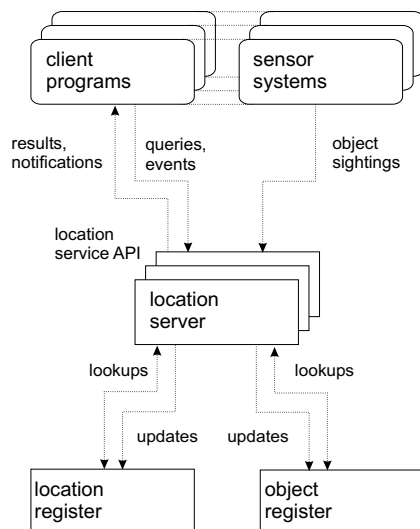 client
programs
sensor
systems
results,
notifications
queries,
events
object
sightings
location
service API
location
server
lookups
lookups
updates
updates
location
register
object
register